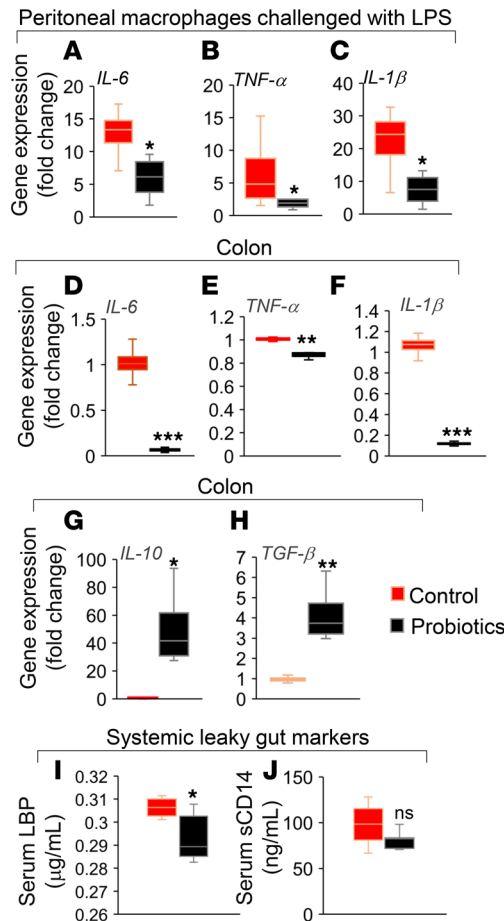 Peritoneal macrophages challenged with LPS
A B C
IL-6 TNF-α IL-1β
Gene expression
(fold change)
20
15
10
5
0
*
20
15
10
5
0
*
40
30
20
10
0
*
Colon
D E F
IL-6 TNF-α IL-1β
Gene expression
(fold change)
1.5
1
0.5
0
***
1.2
1
0.8
0.6
0.4
0.2
0
**
1.4
1.2
1
0.8
0.6
0.4
0.2
0
***
Colon
G H
IL-10 TGF-β
Gene expression
(fold change)
100
80
60
40
20
0
*
7
6
5
4
3
2
1
0
**
Control
Probiotics
Systemic leaky gut markers
I J
Serum LBP
(μg/mL)
0.32
0.31
0.3
0.29
0.28
0.27
0.26
*
Serum sCD14
(ng/mL)
150
100
50
0
ns